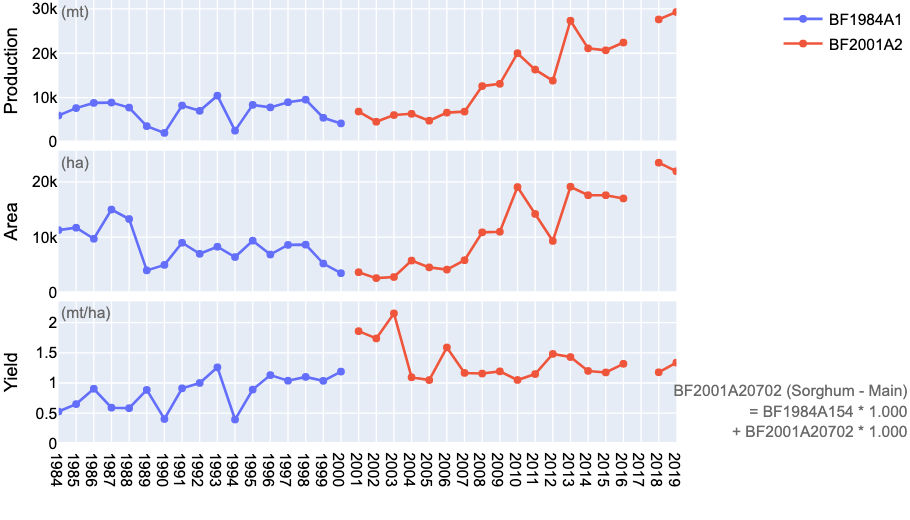 BF1984A1
BF2001A2
Production
(mt)
30k
20k
10k
0
Area
(ha)
20k
10k
0
Yield
(mt/ha)
2
1.5
1
0.5
0
1984
1985
1986
1987
1988
1989
1990
1991
1992
1993
1994
1995
1996
1997
1998
1999
2000
2001
2002
2003
2004
2005
2006
2007
2008
2009
2010
2011
2012
2013
2014
2015
2016
2017
2018
2019
BF2001A20702 (Sorghum - Main)
= BF1984A154 * 1.000
+ BF2001A20702 * 1.000